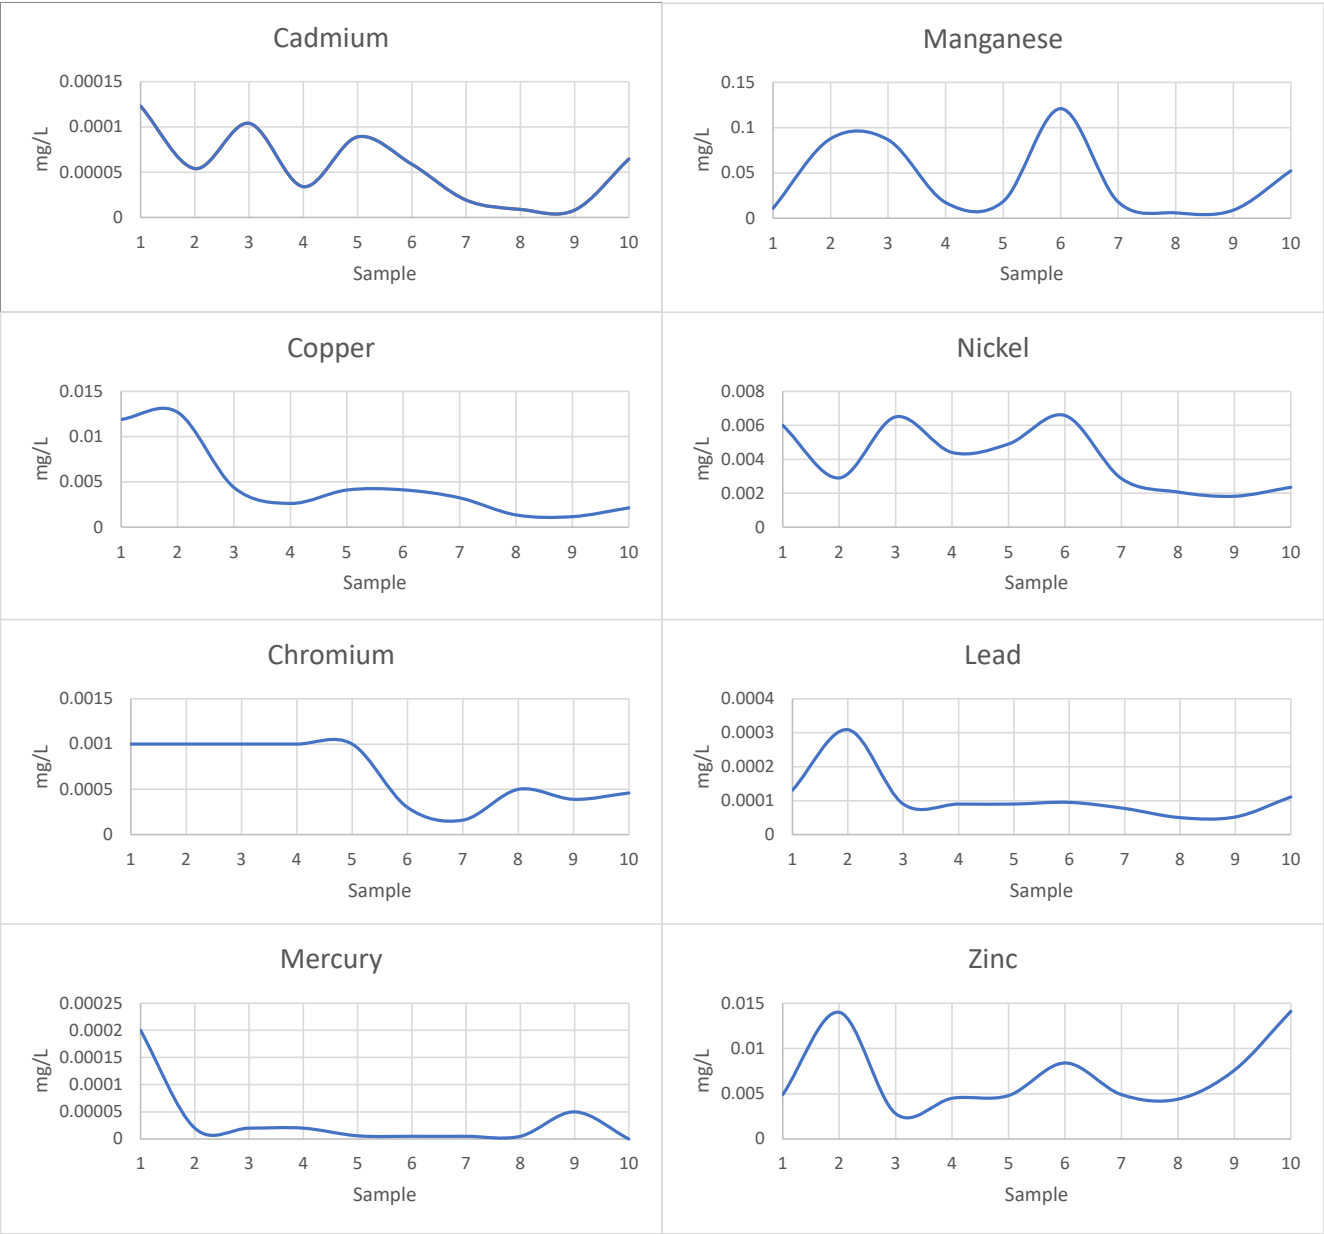 Cadmium
0.00015
0.0001
0.00005
0
mg/L
1 2 3 4 5 6 7 8 9 10
Sample
Manganese
0.15
0.1
0.05
0
mg/L
1 2 3 4 5 6 7 8 9 10
Sample
Copper
0.015
0.01
0.005
0
mg/L
1 2 3 4 5 6 7 8 9 10
Sample
Nickel
0.008
0.006
0.004
0.002
0
mg/L
1 2 3 4 5 6 7 8 9 10
Sample
Chromium
0.0015
0.001
0.0005
0
mg/L
1 2 3 4 5 6 7 8 9 10
Sample
Lead
0.0004
0.0003
0.0002
0.0001
0
mg/L
1 2 3 4 5 6 7 8 9 10
Sample
Mercury
0.00025
0.0002
0.00015
0.0001
0.00005
0
mg/L
1 2 3 4 5 6 7 8 9 10
Sample
Zinc
0.015
0.01
0.005
0
mg/L
1 2 3 4 5 6 7 8 9 10
Sample